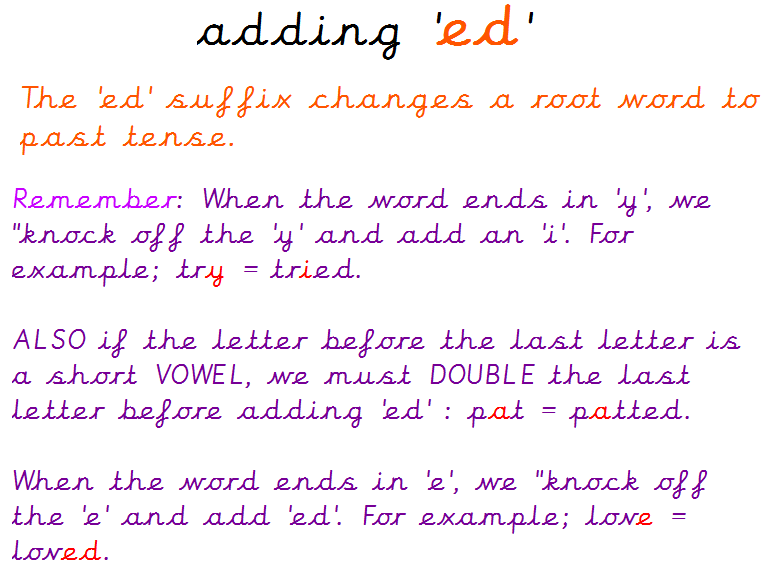 adding 'ed'
The 'ed' suffix changes a root word to
past tense.
Remember: When the word ends in 'y', we
"knock off the 'y' and add an 'i'. For
example; try = tried.
ALSO if the letter before the last letter is
a short VOWEL, we must DOUBLE the last
letter before adding 'ed' : pat = patted.
When the word ends in 'e', we "knock off
the 'e' and add 'ed'. For example; love =
loved.